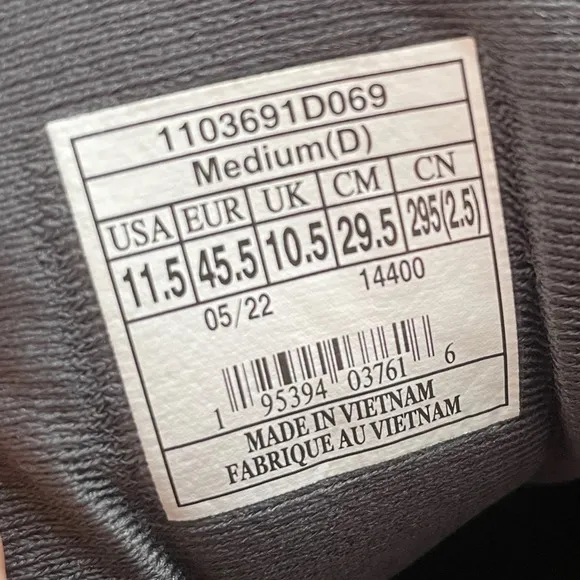 1103691D069
Medium(D)
USA EUR UK CM CN
11.5 45.5 10.5 29.5 295(2.5)
05/22 14400
1 95394 03761 6
MADE IN VIETNAM
FABRIQUE AU VIETNAM